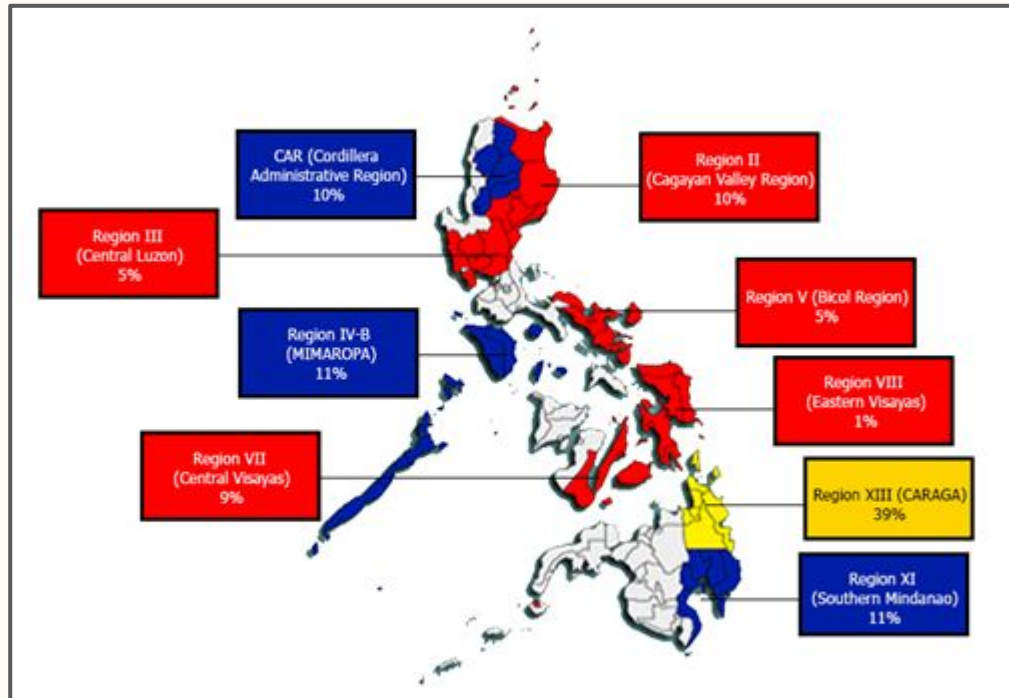 CAR (Cordillera
Administrative Region)
10%
Region II
(Cagayan Valley Region)
10%
Region III
(Central Luzon)
5%
Region V (Bicol Region)
5%
Region IV-B
(MIMAROPA)
11%
Region VIII
(Eastern Visayas)
1%
Region VII
(Central Visayas)
9%
Region XIII (CARAGA)
39%
Region XI
(Southern Mindanao)
11%